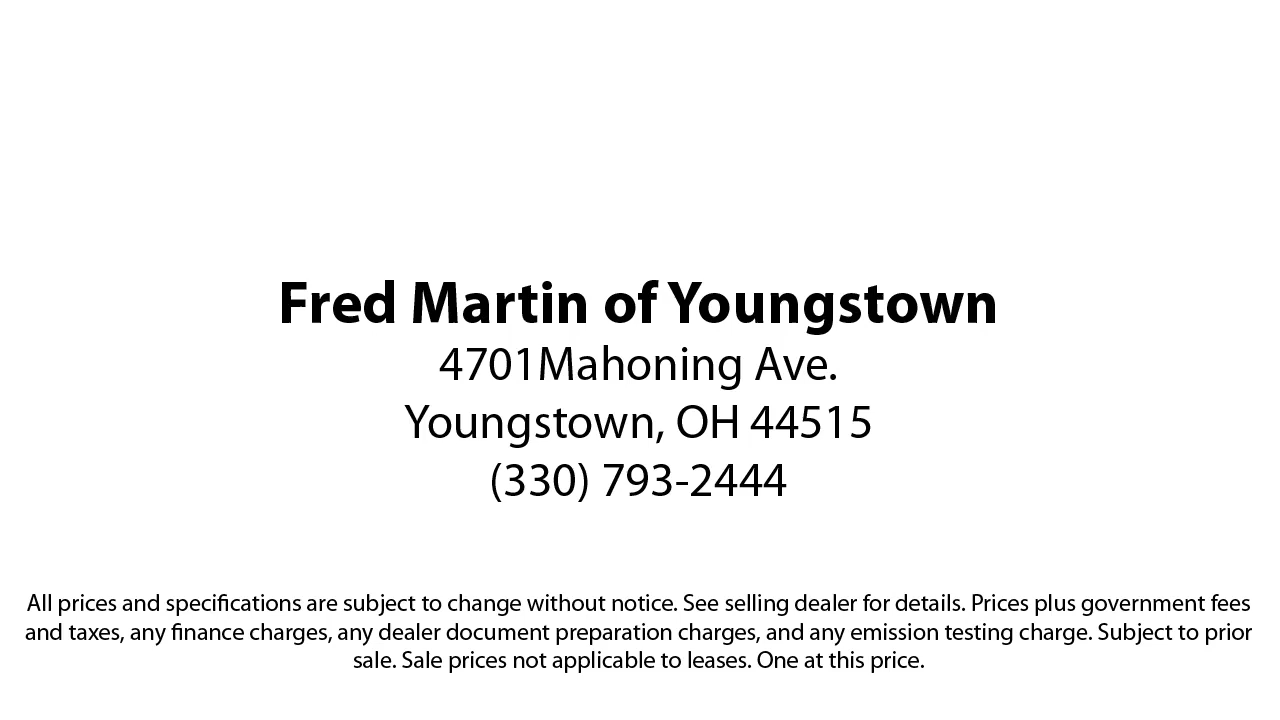 Fred Martin of Youngstown
4701Mahoning Ave.
Youngstown, OH 44515
(330) 793-2444
All prices and specifications are subject to change without notice. See selling dealer for details. Prices plus government fees
and taxes, any finance charges, any dealer document preparation charges, and any emission testing charge. Subject to prior
sale. Sale prices not applicable to leases. One at this price.